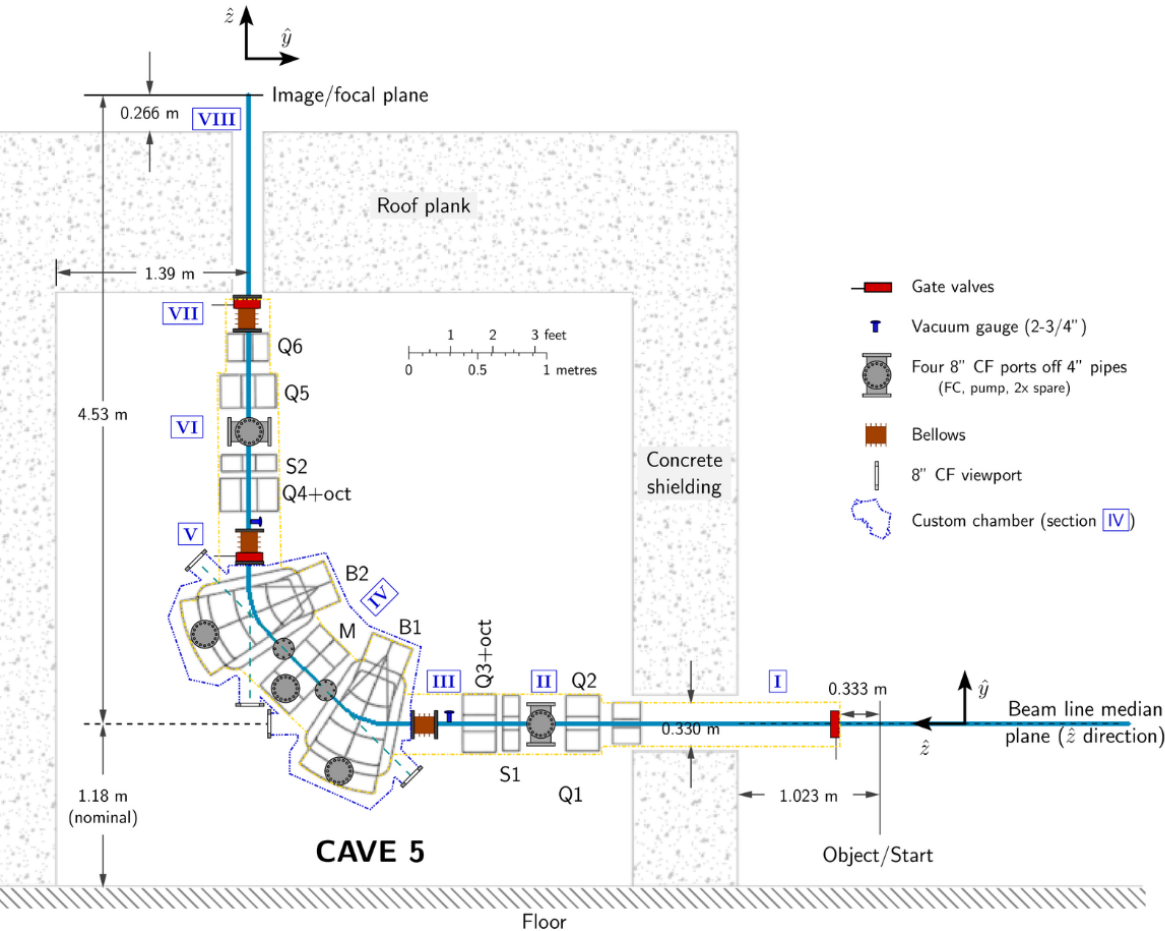 ẑ
ŷ
Image/focal plane
0.266 m
VIII
Roof plank
1.39 m
VII
Q6
1 2 3 feet
0 0.5 1 metres
Q5
4.53 m
VI
S2
Q4+oct
V
B2
IV
M
B1
Q3+oct
III
II
Q2
I
0.333 m
0.330 m
S1
Q1
1.023 m
ŷ
ẑ
Beam line median
plane (ẑ direction)
Concrete
shielding
Gate valves
Vacuum gauge (2-3/4")
Four 8" CF ports off 4" pipes
(FC, pump, 2x spare)
Bellows
8" CF viewport
Custom chamber (section IV)
1.18 m
(nominal)
CAVE 5
Object/Start
Floor